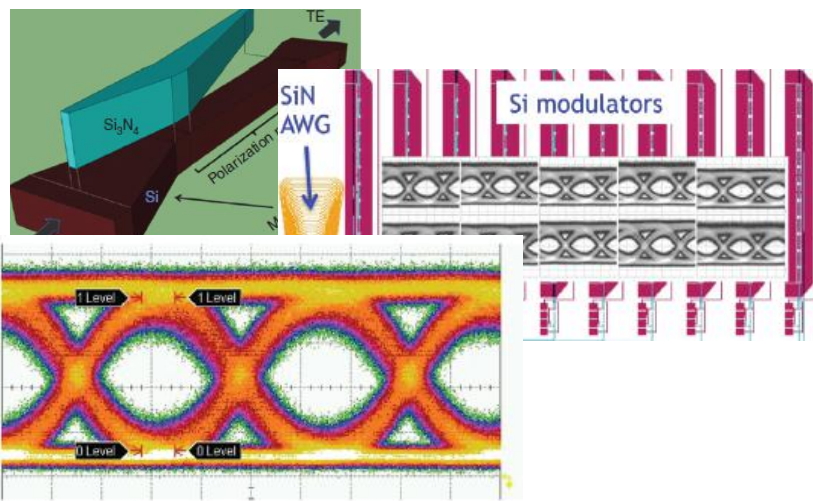 TE
Si₃N₄
Si
Polarization
SiN
AWG
Si modulators
1 Level
1 Level
0 Level
0 Level